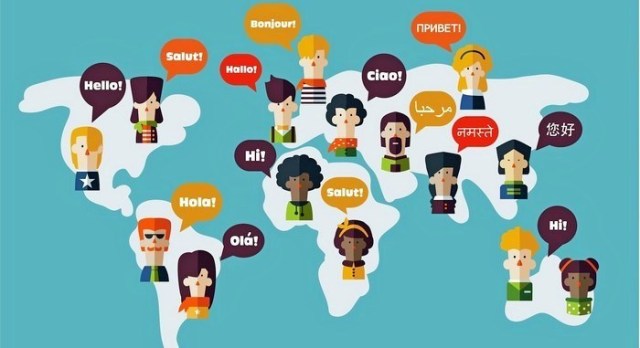 Bonjour!
ПРИВЕТ!
Salut!
Hallo!
Ciao!
Hello!
مرحبا
नमस्ते
您好
Hi!
Salut!
Hola!
Olá!
Hi!